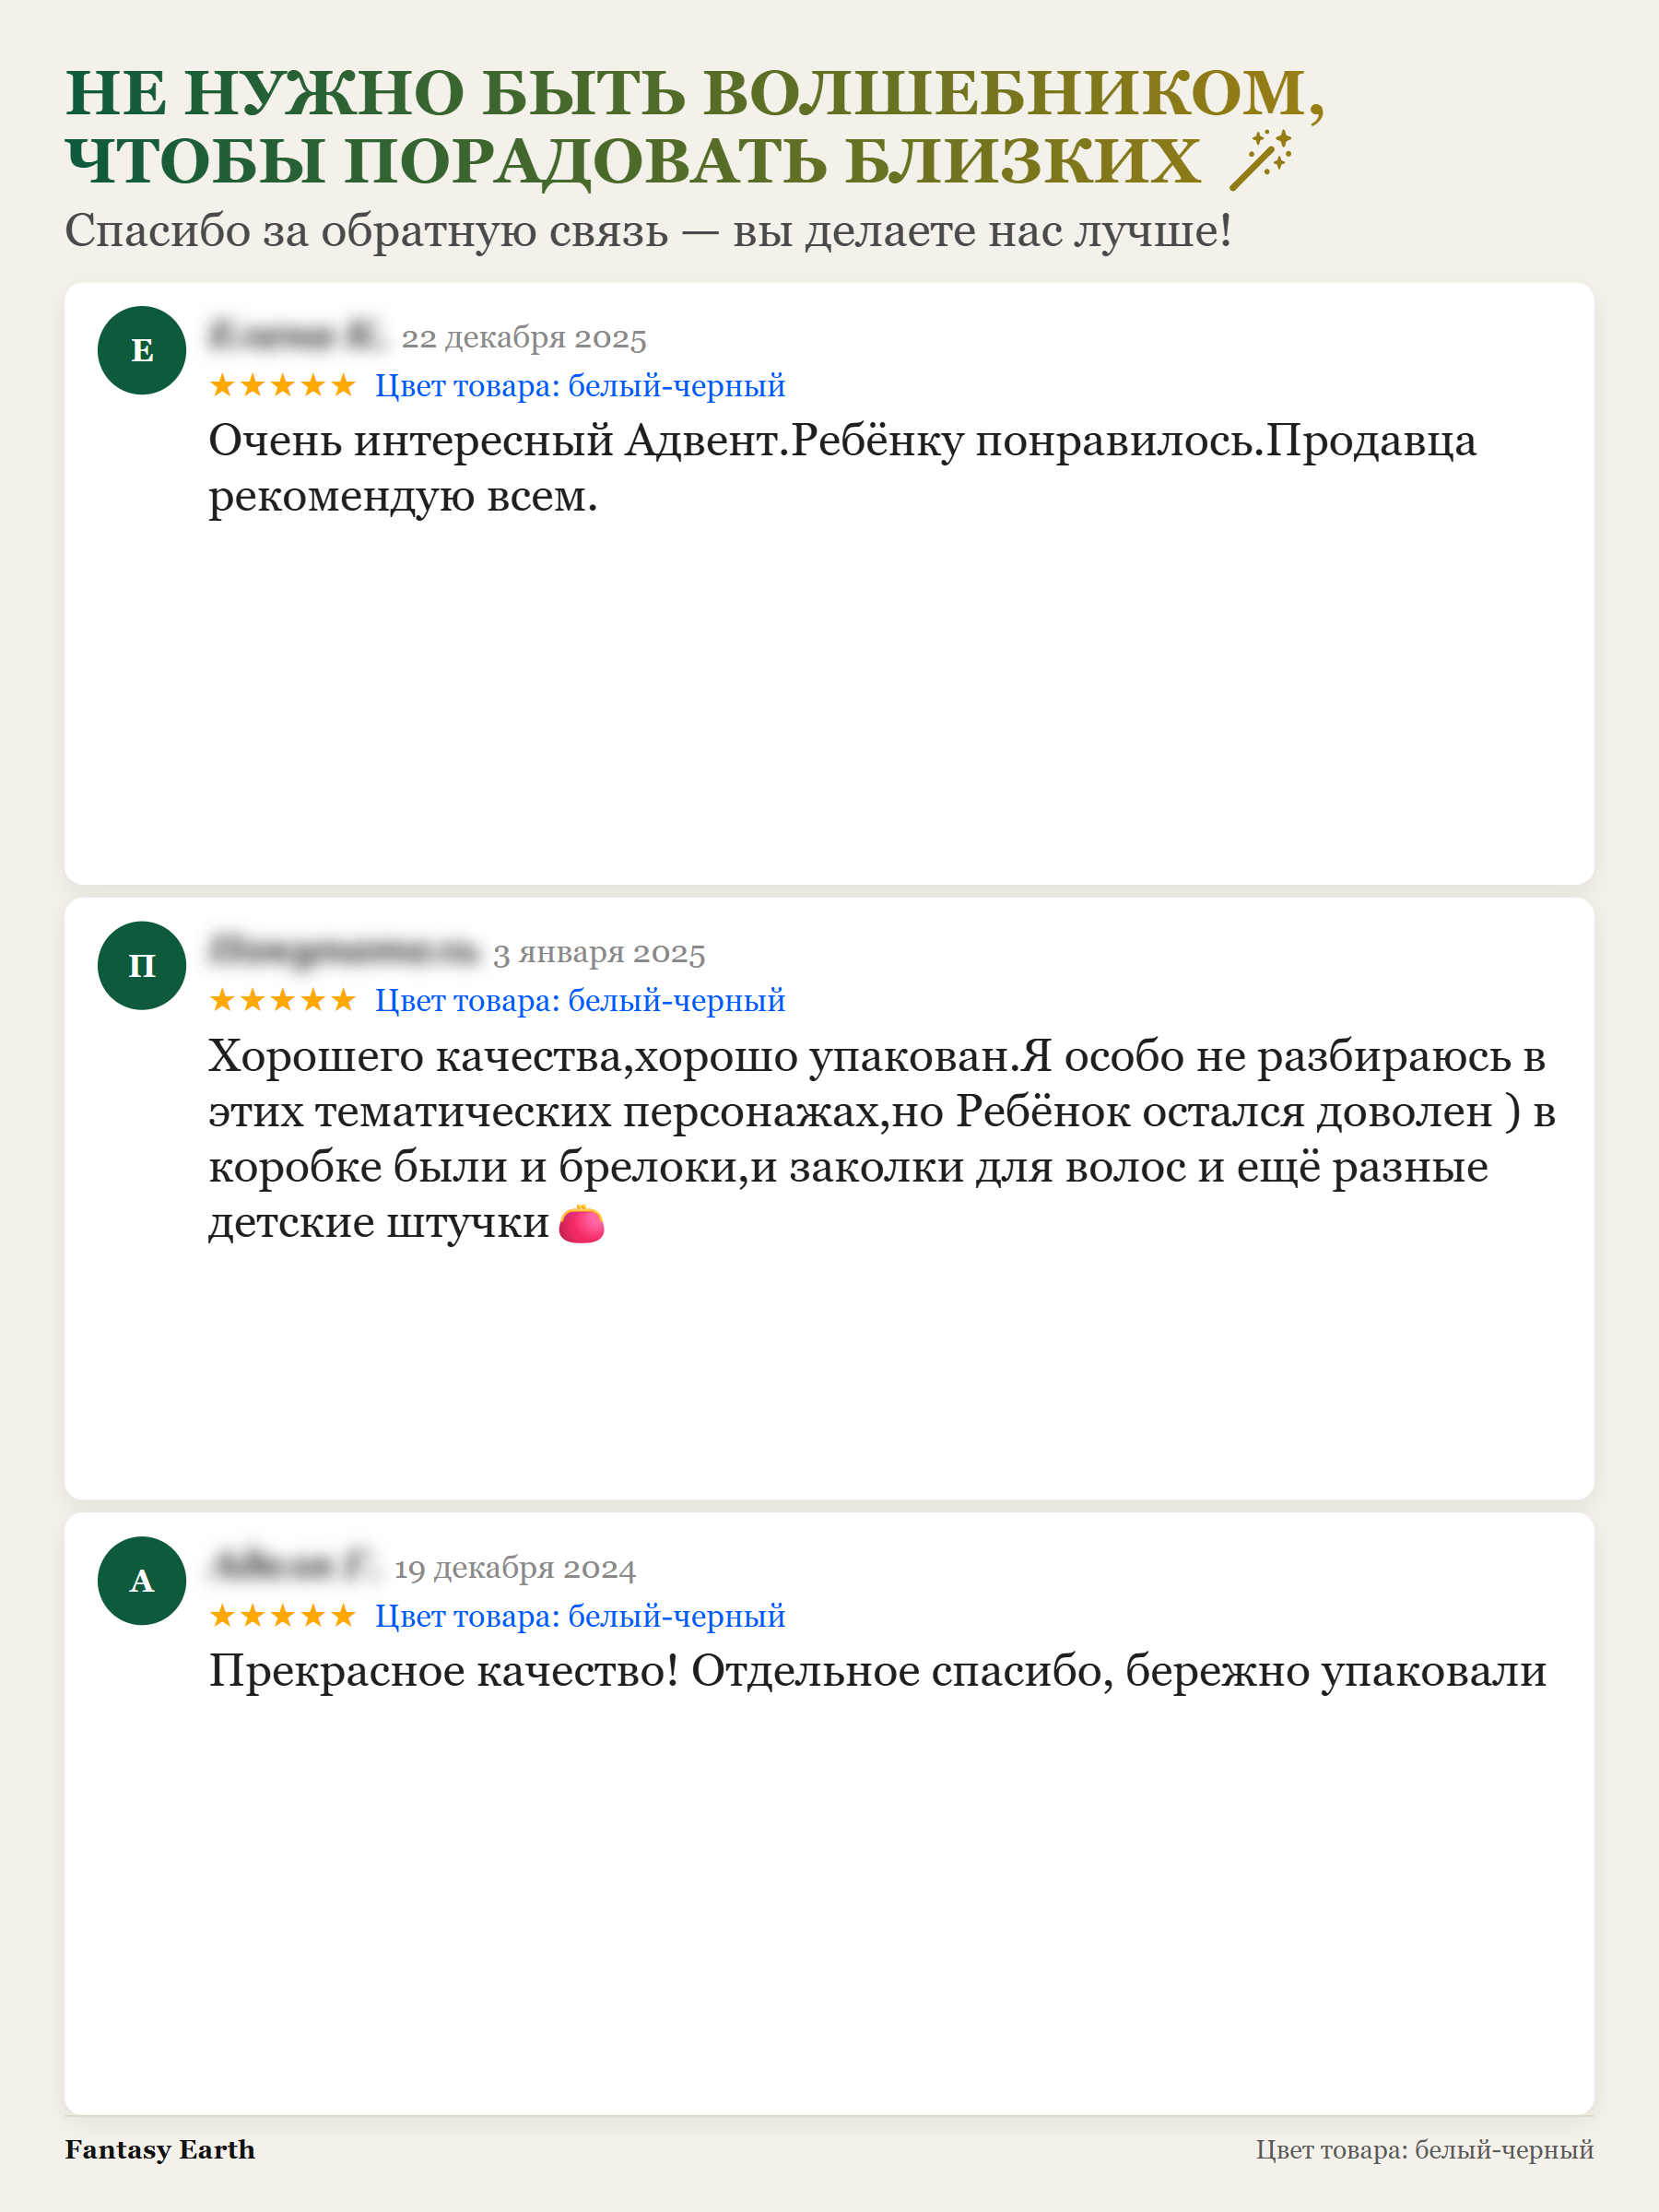 НЕ НУЖНО БЫТЬ ВОЛШЕБНИКОМ,
ЧТОБЫ ПОРАДОВАТЬ БЛИЗКИХ
Спасибо за обратную связь — вы делаете нас лучше!
Е
22 декабря 2025
★★★★★ Цвет товара: белый-черный
Очень интересный Адвент.Ребёнку понравилось.Продавца
рекомендую всем.
П
3 января 2025
★★★★★ Цвет товара: белый-черный
Хорошего качества,хорошо упакован.Я особо не разбираюсь в
этих тематических персонажах,но Ребёнок остался доволен ) в
коробке были и брелоки,и заколки для волос и ещё разные
детские штучки 👛
А
19 декабря 2024
★★★★★ Цвет товара: белый-черный
Прекрасное качество! Отдельное спасибо, бережно упаковали
Fantasy Earth
Цвет товара: белый-черный